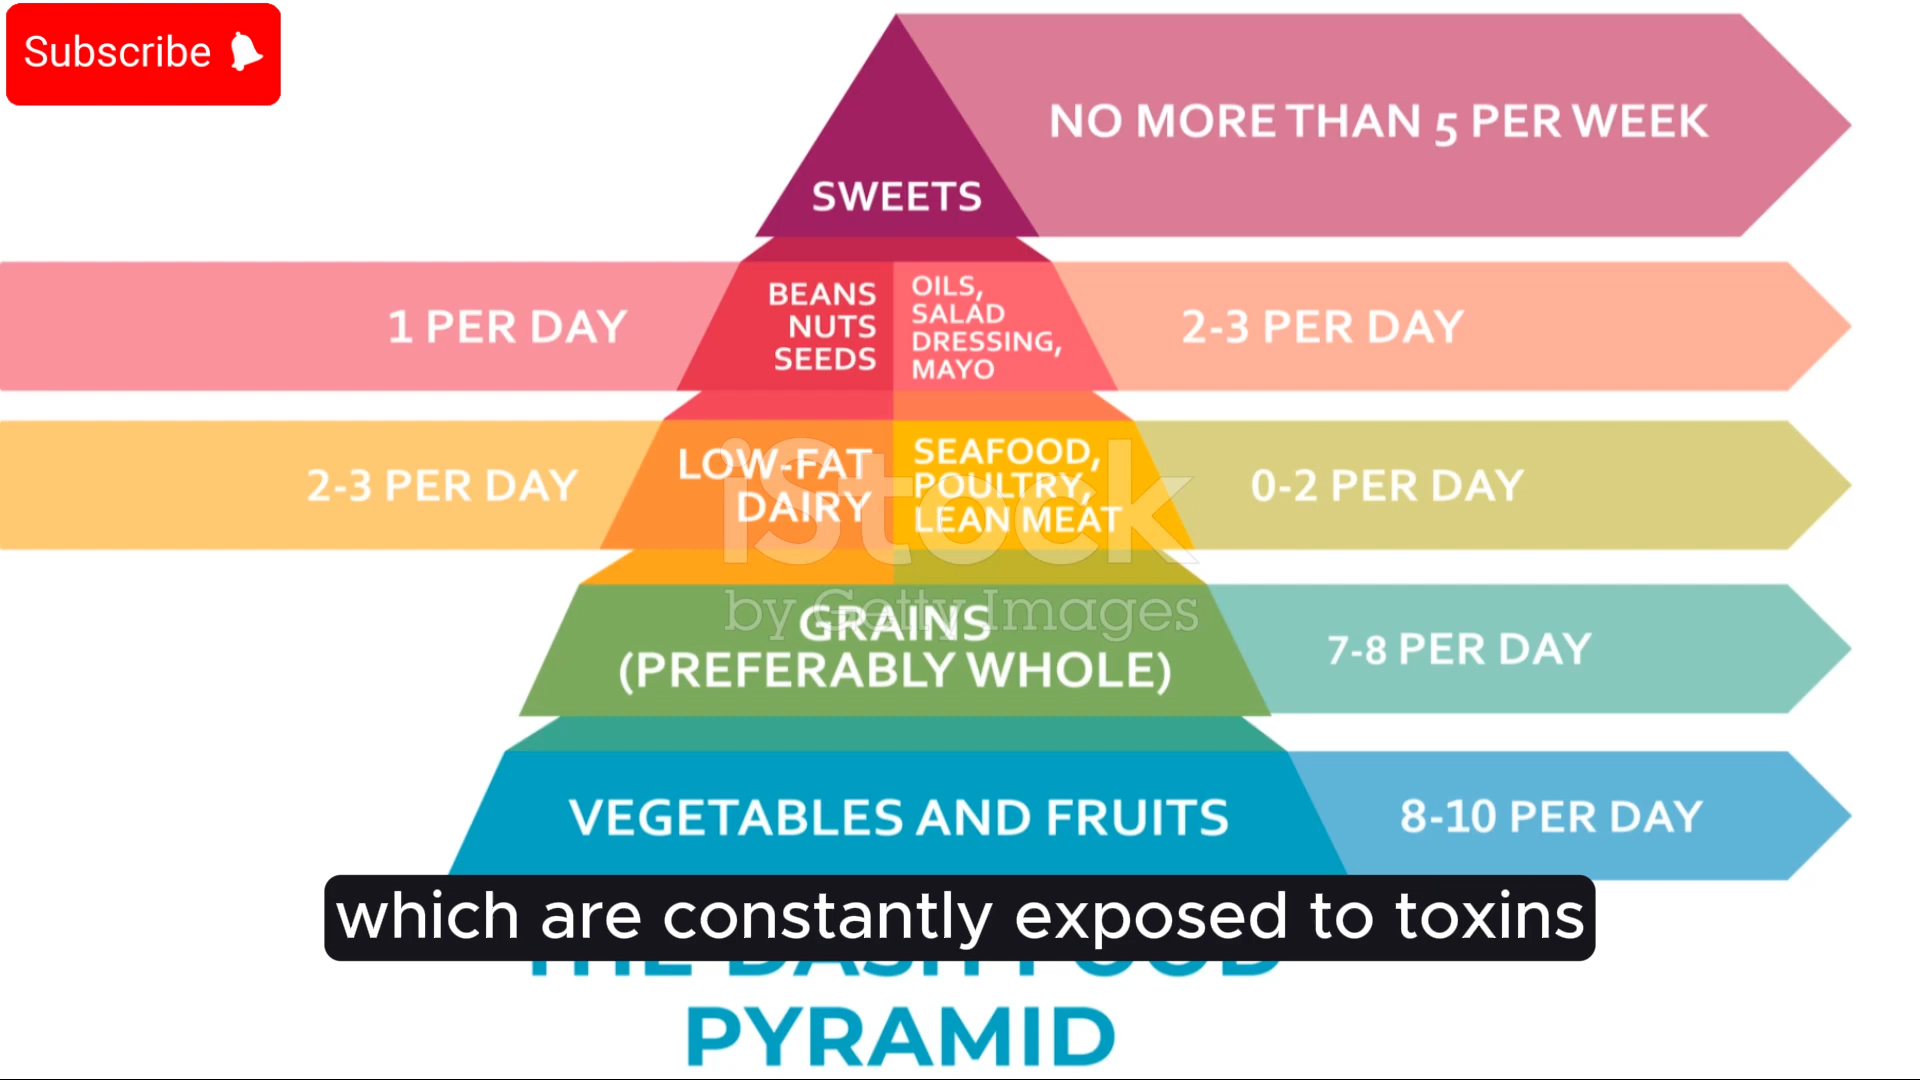 Subscribe
NO MORE THAN 5 PER WEEK
SWEETS
1 PER DAY
BEANS
NUTS
SEEDS
OILS,
SALAD
DRESSING,
MAYO
2-3 PER DAY
2-3 PER DAY
LOW-FAT
DAIRY
SEAFOOD,
POULTRY,
LEAN MEAT
0-2 PER DAY
iStock
by Getty Images
GRAINS
(PREFERABLY WHOLE)
7-8 PER DAY
VEGETABLES AND FRUITS
8-10 PER DAY
which are constantly exposed to toxins
THE DASH FOOD
PYRAMID